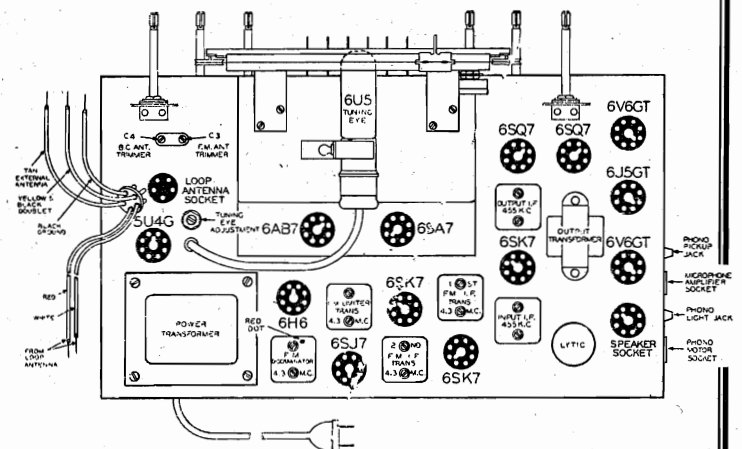 6U5
TUNING
EYE
6SQ7
6SQ7
6V6GT
C4
C3
B.C. ANT.
TRIMMER
F.M. ANT
TRIMMER
TAN
EXTERNAL
ANTENNA
YELLOW &
BLACK
DOUBLET
BLACK
GROUND
LOOP
ANTENNA
SOCKET
5U4G
TUNING
EYE
ADJUSTMENT
6AB7
6SA7
6J5GT
OUTPUT I.F.
455 K.C
OUTPUT
TRANSFORMER
6SK7
6V6GT
PHONO
PICKUP
JACK
MICROPHONE
AMPLIFIER
SOCKET
PHONO
LIGHT JACK
PHONO
MOTOR
SOCKET
RED
WHITE
FROM
LOOP
ANTENNA
POWER
TRANSFORMER
6H6
RED
DOT
F.M
DISCRIMINATOR
4.3 M.C.
LIMITER
TRANS
4.3 M.C.
6SJ7
6SK7
1 ST
F.M. I.F.
TRANS
4.3 M.C.
2 ND
F.M. I.F
TRANS
4.3 M.C.
6SK7
INPUT I.F.
455 K.C
LYTIC
SPEAKER
SOCKET